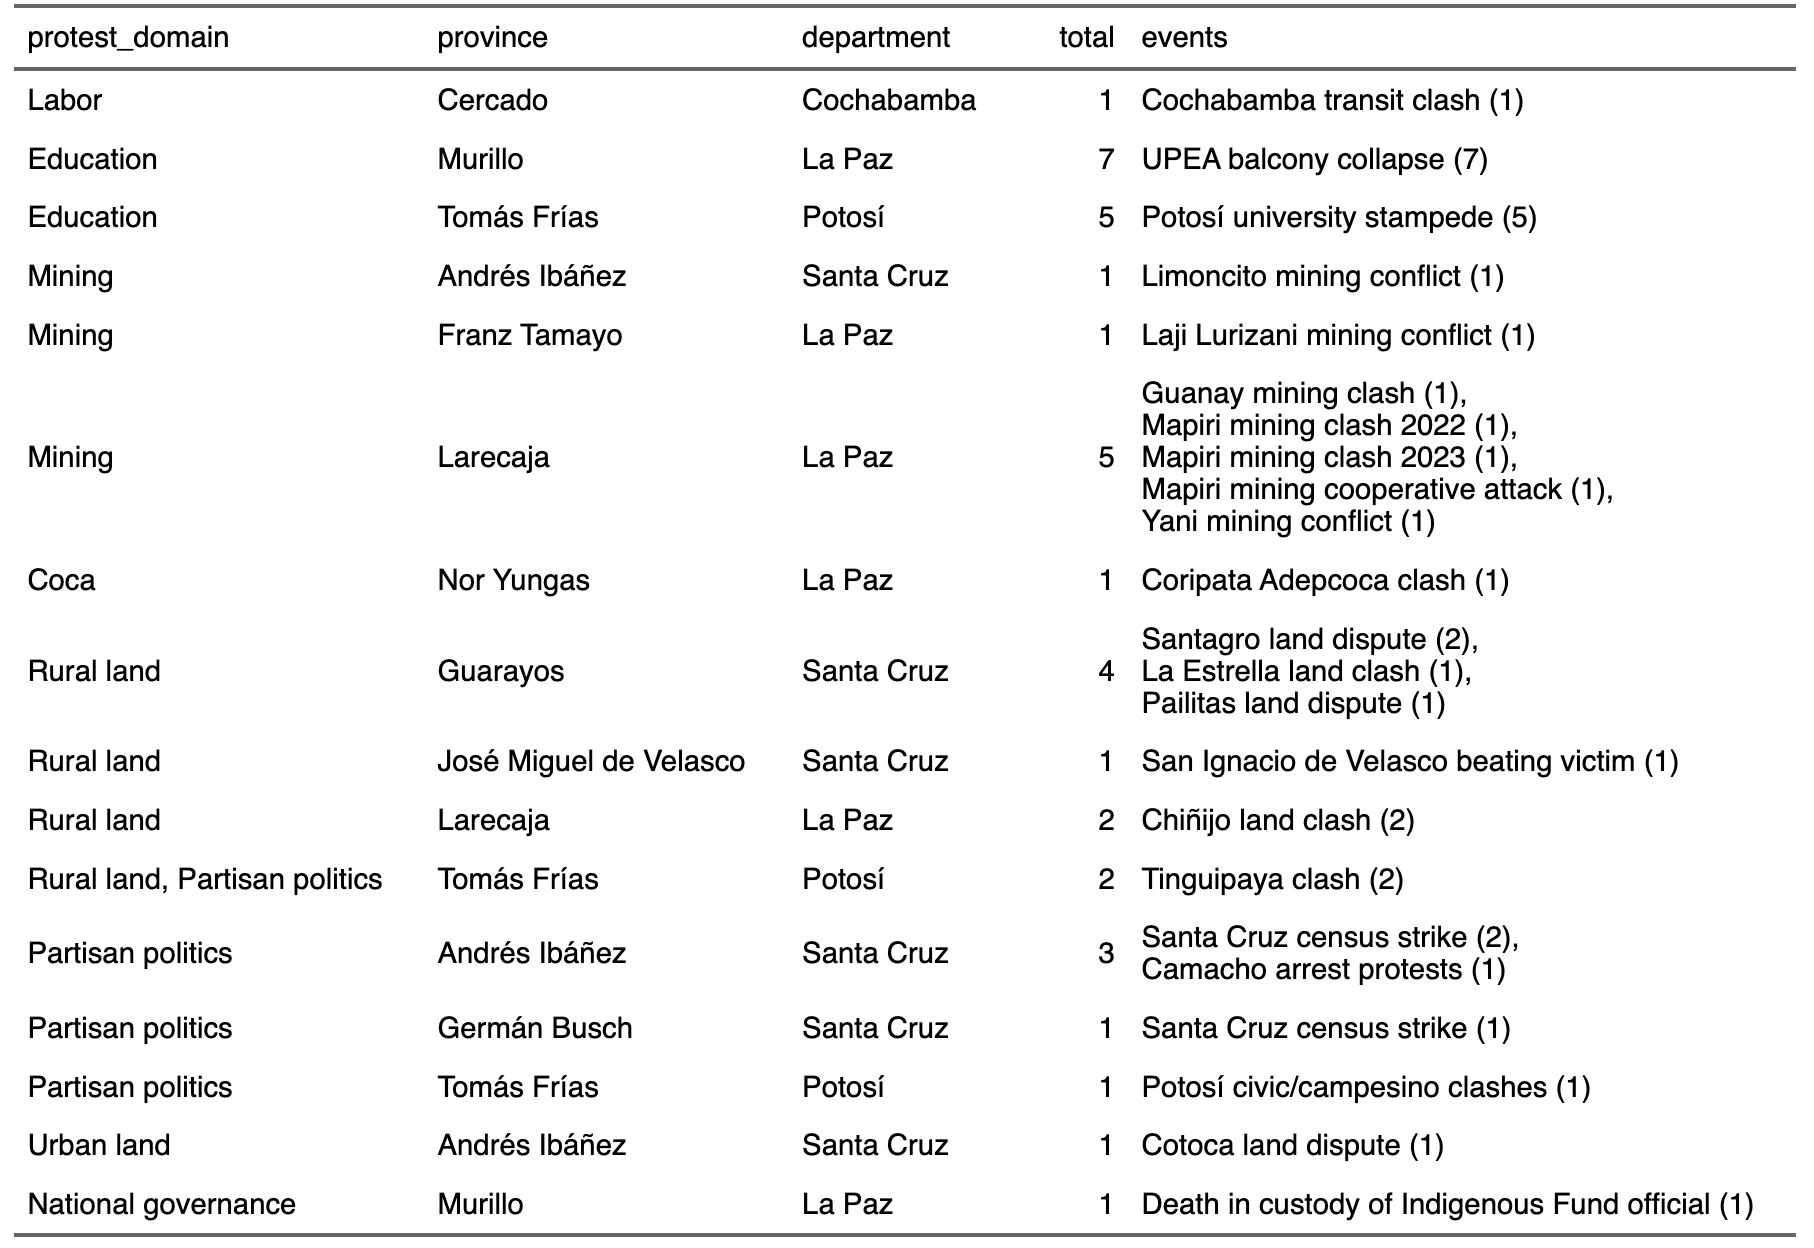 protest_domain province department total events
Labor Cercado Cochabamba 1 Cochabamba transit clash (1)
Education Murillo La Paz 7 UPEA balcony collapse (7)
Education Tomás Frías Potosí 5 Potosí university stampede (5)
Mining Andrés Ibáñez Santa Cruz 1 Limoncito mining conflict (1)
Mining Franz Tamayo La Paz 1 Laji Lurizani mining conflict (1)
Guanay mining clash (1),
Mapiri mining clash 2022 (1),
Mining Larecaja La Paz 5 Mapiri mining clash 2023 (1),
Mapiri mining cooperative attack (1),
Yani mining conflict (1)
Coca Nor Yungas La Paz 1 Coripata Adepcoca clash (1)
Santagro land dispute (2),
Rural land Guarayos Santa Cruz 4 La Estrella land clash (1),
Pailitas land dispute (1)
Rural land José Miguel de Velasco Santa Cruz 1 San Ignacio de Velasco beating victim (1)
Rural land Larecaja La Paz 2 Chiñijo land clash (2)
Rural land, Partisan politics Tomás Frías Potosí 2 Tinguipaya clash (2)
Partisan politics Andrés Ibáñez Santa Cruz 3 Santa Cruz census strike (2),
Camacho arrest protests (1)
Partisan politics Germán Busch Santa Cruz 1 Santa Cruz census strike (1)
Partisan politics Tomás Frías Potosí 1 Potosí civic/campesino clashes (1)
Urban land Andrés Ibáñez Santa Cruz 1 Cotoca land dispute (1)
National governance Murillo La Paz 1 Death in custody of Indigenous Fund official (1)